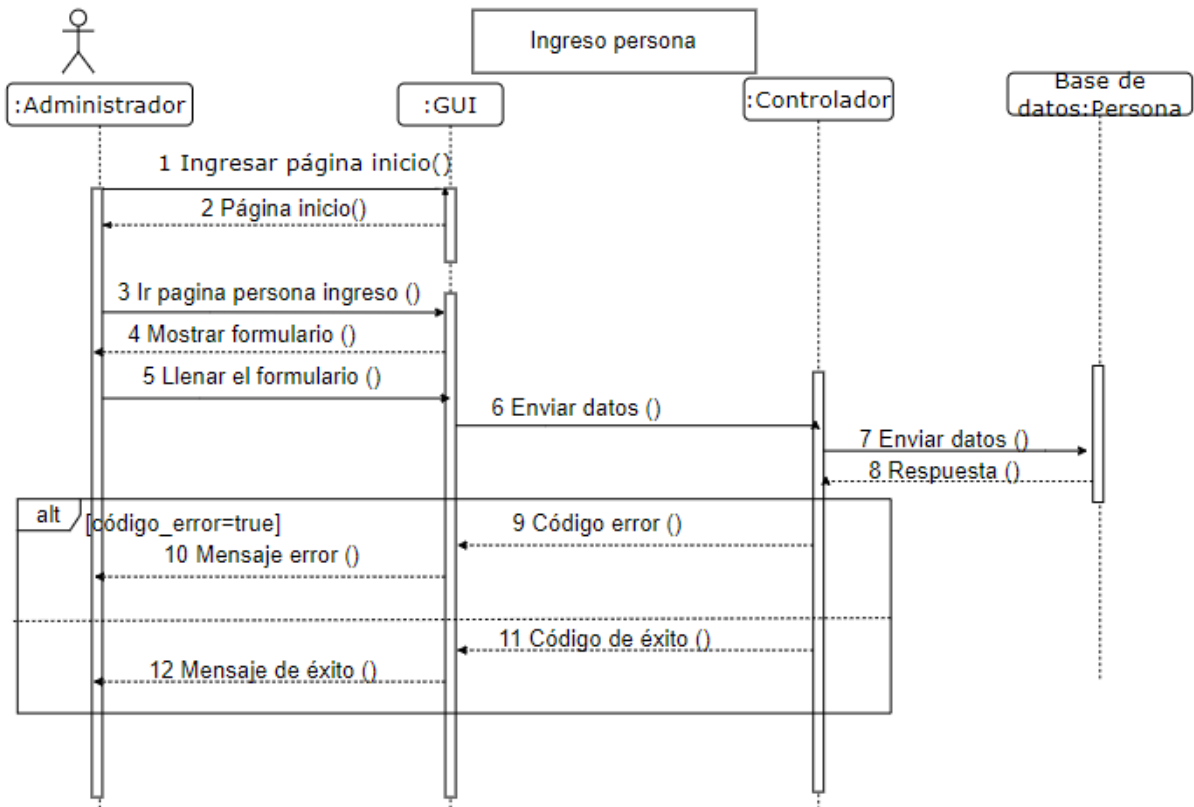 Ingreso persona
:Administrador
:GUI
:Controlador
Base de
datos:Persona
1 Ingresar página inicio()
2 Página inicio()
3 Ir pagina persona ingreso ()
4 Mostrar formulario ()
5 Llenar el formulario ()
6 Enviar datos ()
7 Enviar datos ()
8 Respuesta ()
alt
[código_error=true]
9 Código error ()
10 Mensaje error ()
11 Código de éxito ()
12 Mensaje de éxito ()